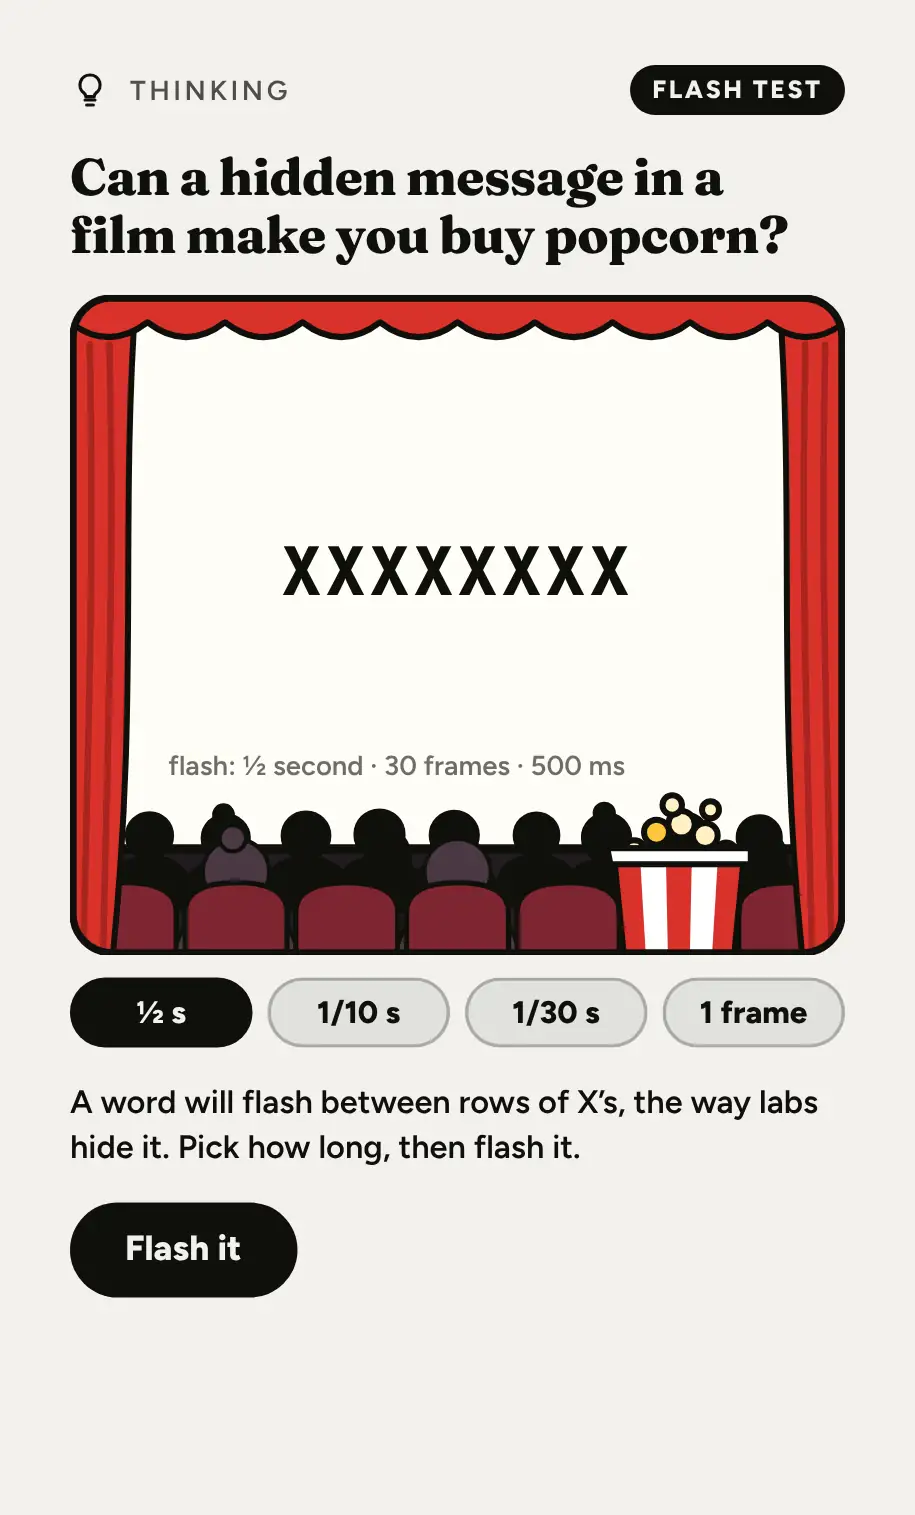 THINKING
FLASH TEST
Can a hidden message in a
film make you buy popcorn?
XXXXXXXX
flash: ½ second · 30 frames · 500 ms
½ s
1/10 s
1/30 s
1 frame
A word will flash between rows of X’s, the way labs
hide it. Pick how long, then flash it.
Flash it